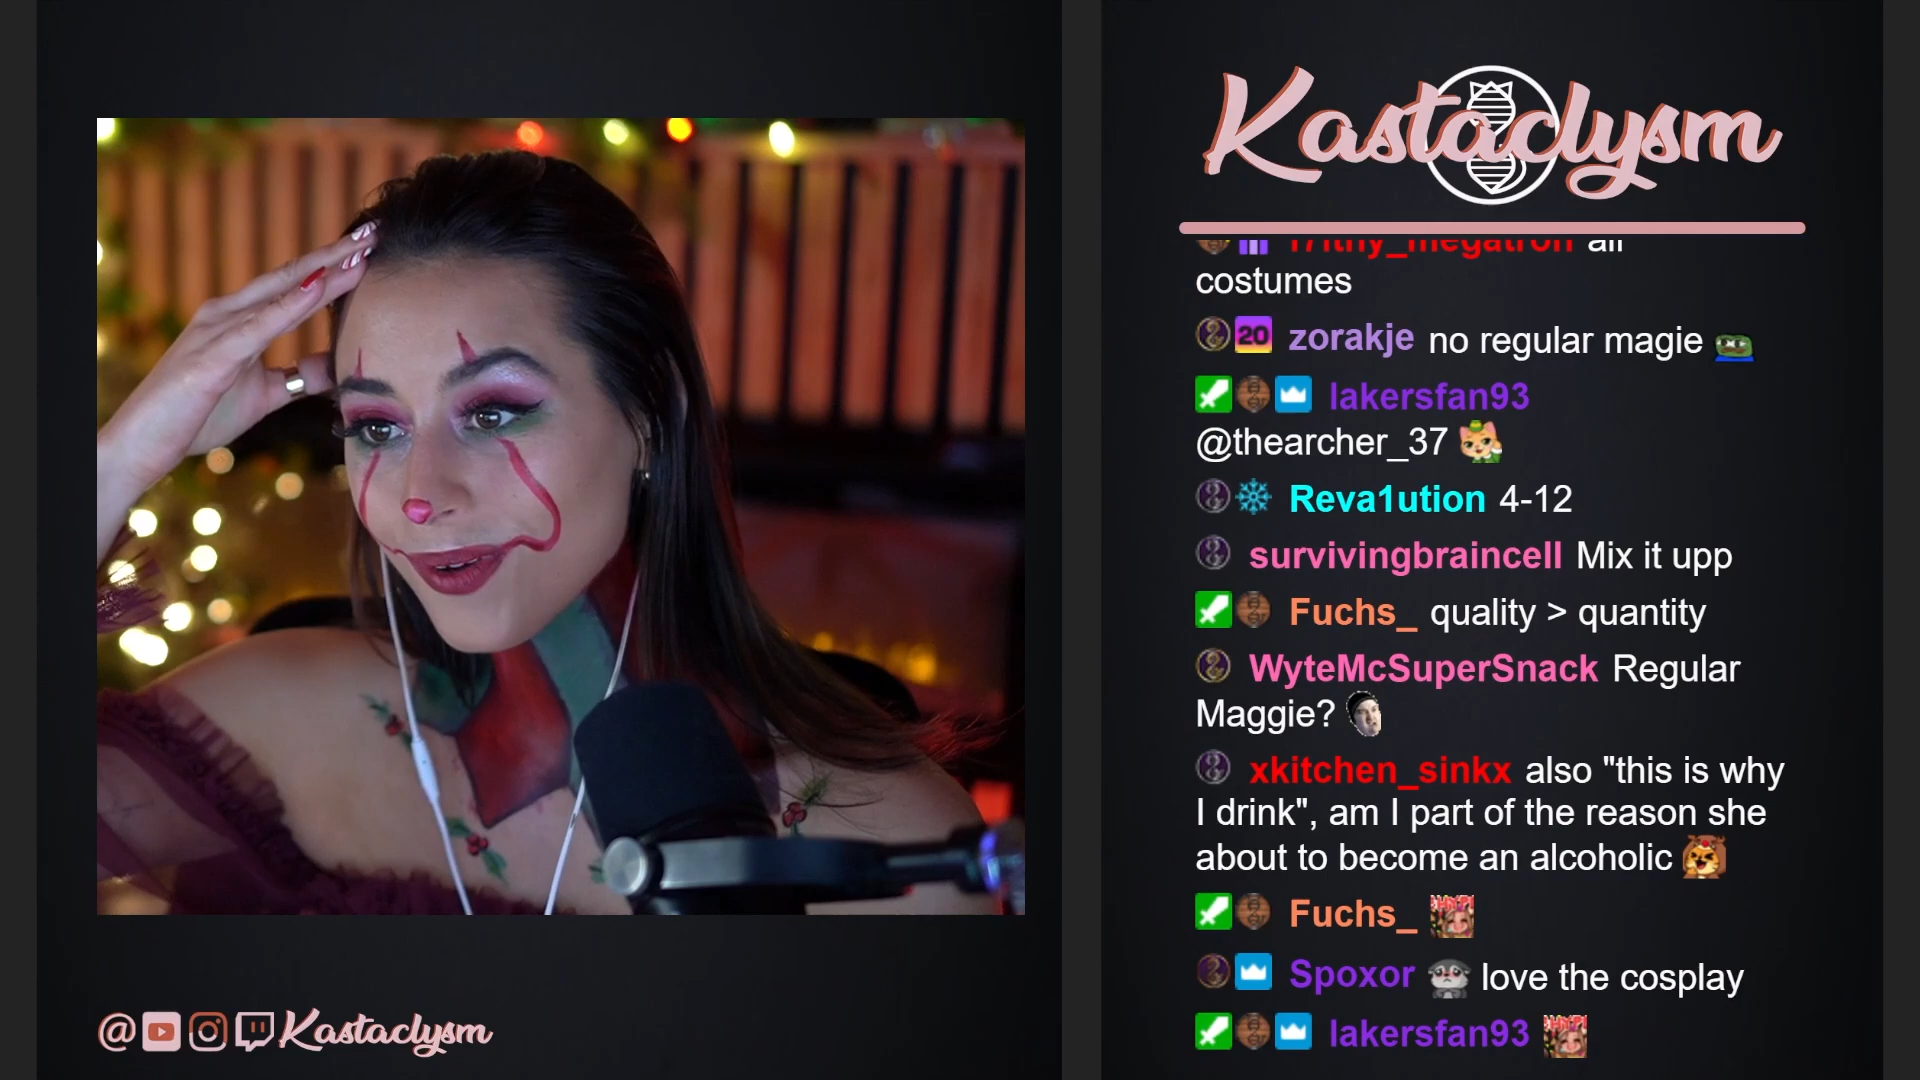 Kastaclysm
all
costumes
20 zorakje no regular magie
lakersfan93
@thearcher_37
Reva1ution 4-12
survivingbraincell Mix it upp
Fuchs_ quality > quantity
WyteMcSuperSnack Regular
Maggie?
xkitchen_sinkx also "this is why
I drink", am I part of the reason she
about to become an alcoholic
Fuchs_
Spoxor love the cosplay
lakersfan93
@ Kastaclysm